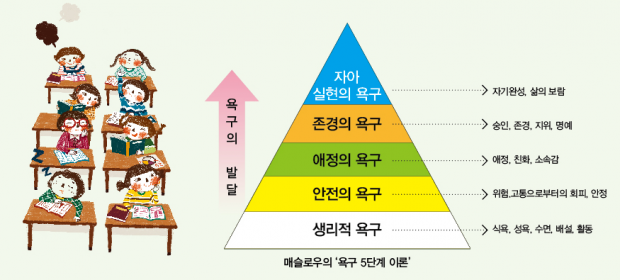 Z
z
z
욕구의 발달
자아
실현의 욕구
자기완성, 삶의 보람
존경의 욕구
승인, 존경, 지위, 명예
애정의 욕구
애정, 친화, 소속감
안전의 욕구
위험,고통으로부터의 회피, 안정
생리적 욕구
식욕, 성욕, 수면, 배설, 활동
매슬로우의 '욕구 5단계 이론'